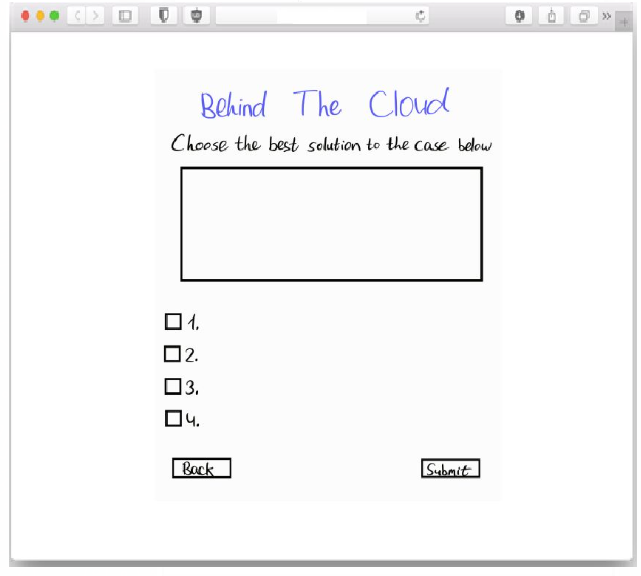 Behind The Cloud
Choose the best solution to the case below
1.
2.
3.
4.
Back
Submit